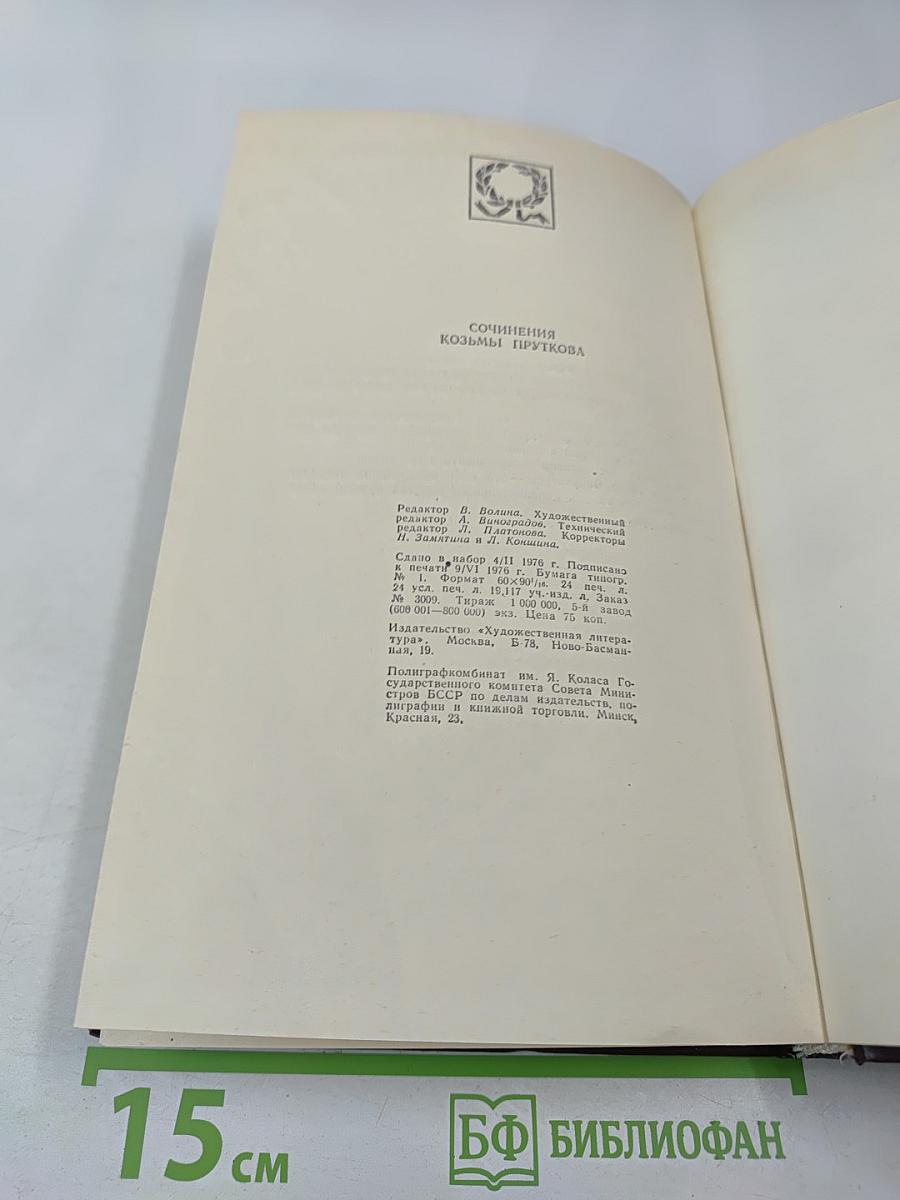 СОЧИНЕНИЯ
КОЗЬМЫ ПРУТКОВА
Редактор В. Волина. Художественный
редактор А. Виноградов. Технический
редактор Л. Платонова. Корректоры
Н. Замятина и Л. Коншина.
Сдано в набор 4/II 1976 г. Подписано
к печати 9/VI 1976 г. Бумага типогр.
№ 1. Формат 60×90¹/₁₆. 24 печ. л.
24 усл. печ. л. 19,117 уч.-изд. л. Заказ
№ 3009. Тираж 1 000 000, 5-й завод
(600 001—800 000) экз. Цена 75 коп.
Издательство «Художественная литера-
тура». Москва, Б-78, Ново-Басман-
ная, 19.
Полиграфкомбинат им. Я. Коласа Го-
сударственного комитета Совета Мини-
стров БССР по делам издательств, по-
лиграфии и книжной торговли. Минск,
Красная, 23.
15 см
БФ БИБЛИОФАН